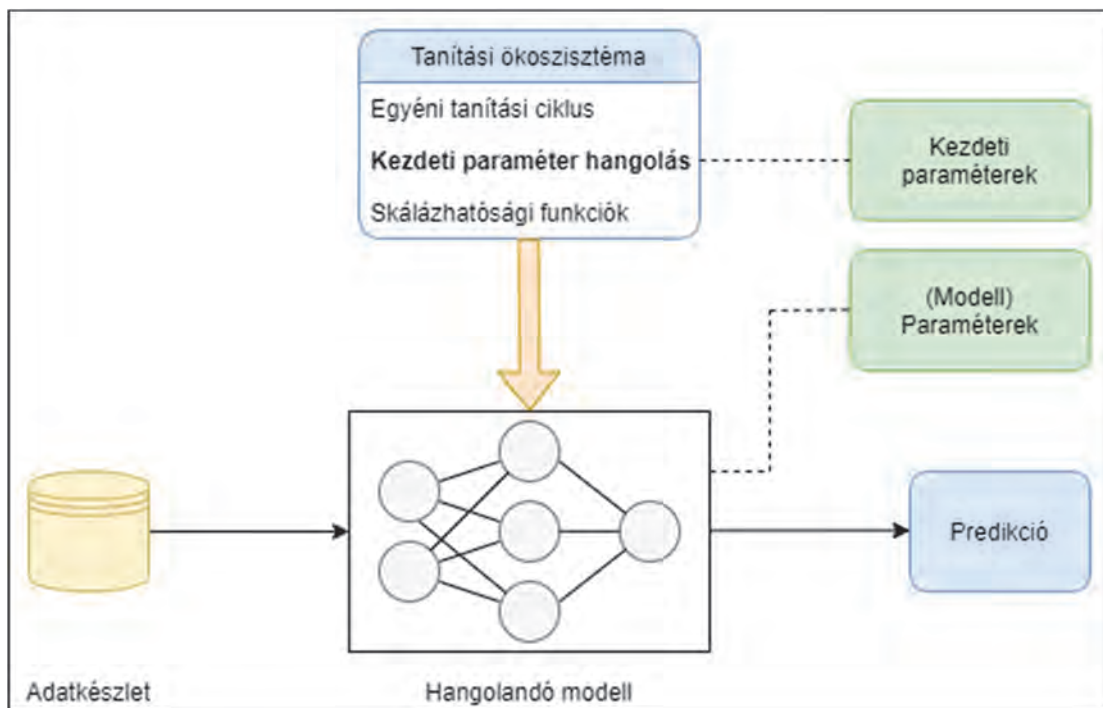 Tanítási ökoszisztéma
Egyéni tanítási ciklus
Kezdeti paraméter hangolás
Skálázhatósági funkciók
Kezdeti
paraméterek
(Modell)
Paraméterek
Predikció
Adatkészlet
Hangolandó modell